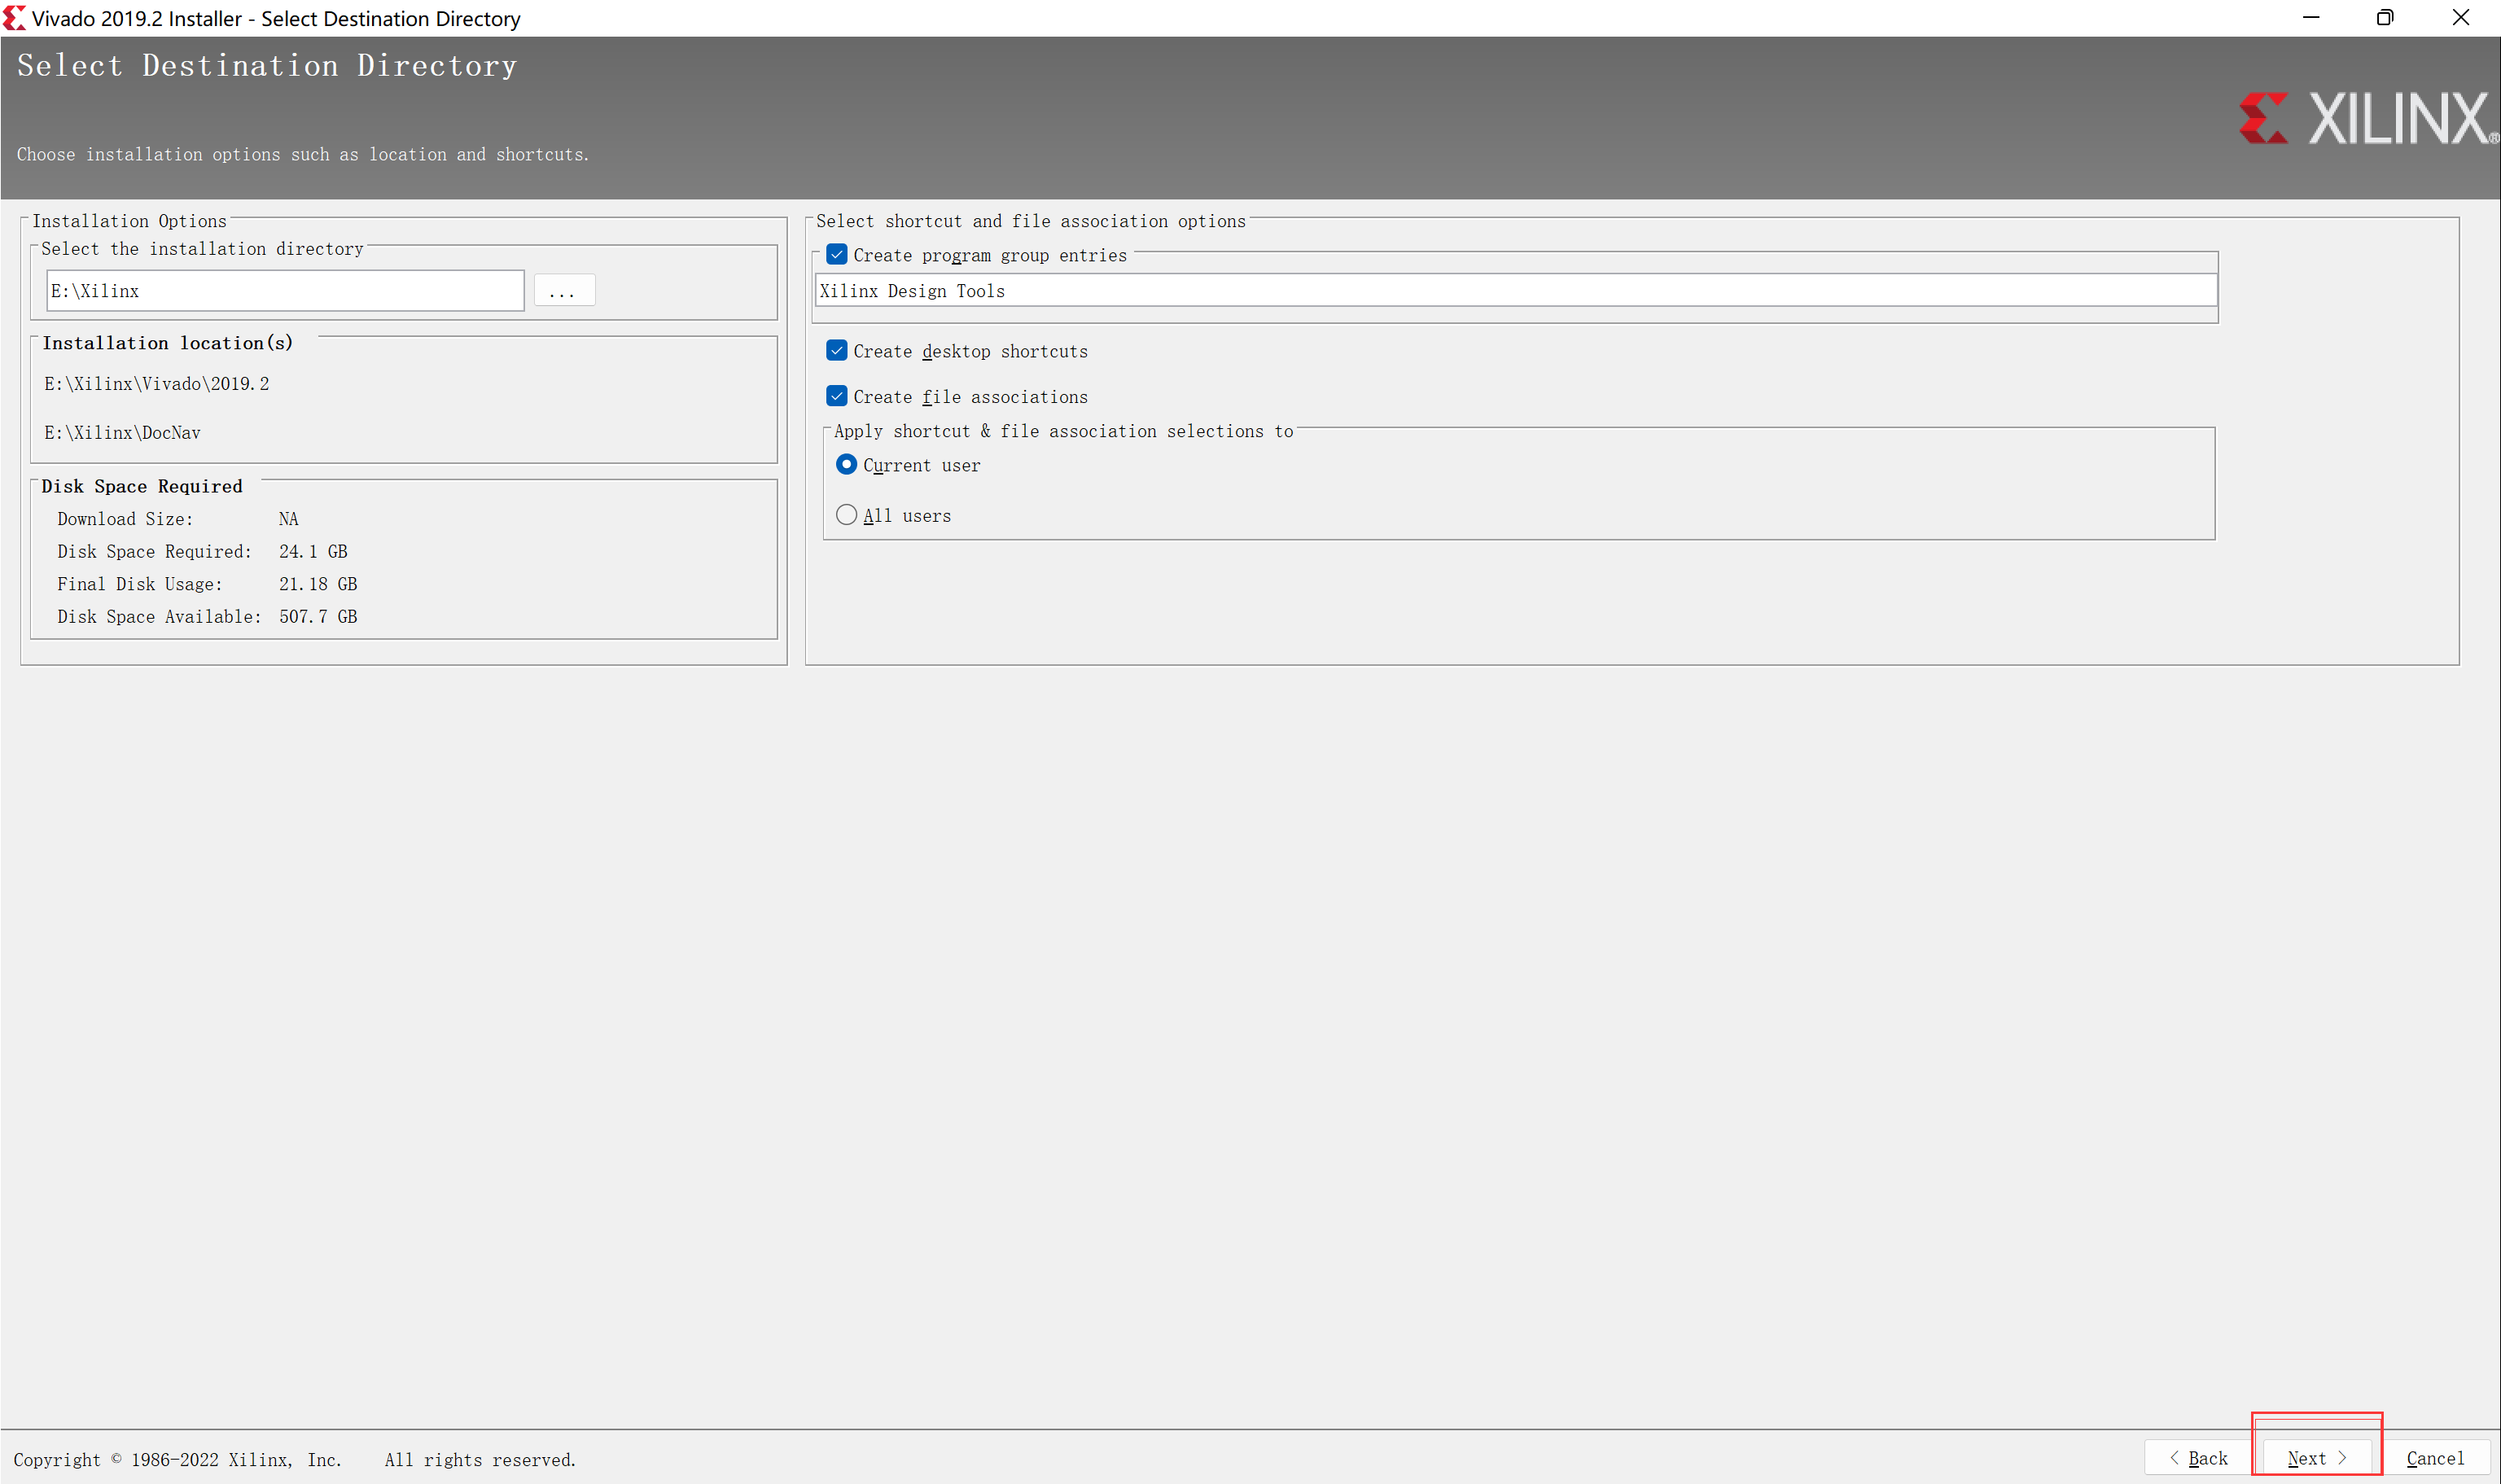 Vivado 2019.2 Installer - Select Destination Directory
Select Destination Directory
XILINX®
Choose installation options such as location and shortcuts.
Installation Options
Select the installation directory
E:\Xilinx
...
Installation location(s)
E:\Xilinx\Vivado\2019.2
E:\Xilinx\DocNav
Disk Space Required
Download Size: NA
Disk Space Required: 24.1 GB
Final Disk Usage: 21.18 GB
Disk Space Available: 507.7 GB
Select shortcut and file association options
Create program group entries
Xilinx Design Tools
Create desktop shortcuts
Create file associations
Apply shortcut & file association selections to
Current user
All users
Copyright © 1986-2022 Xilinx, Inc. All rights reserved.
< Back Next > Cancel